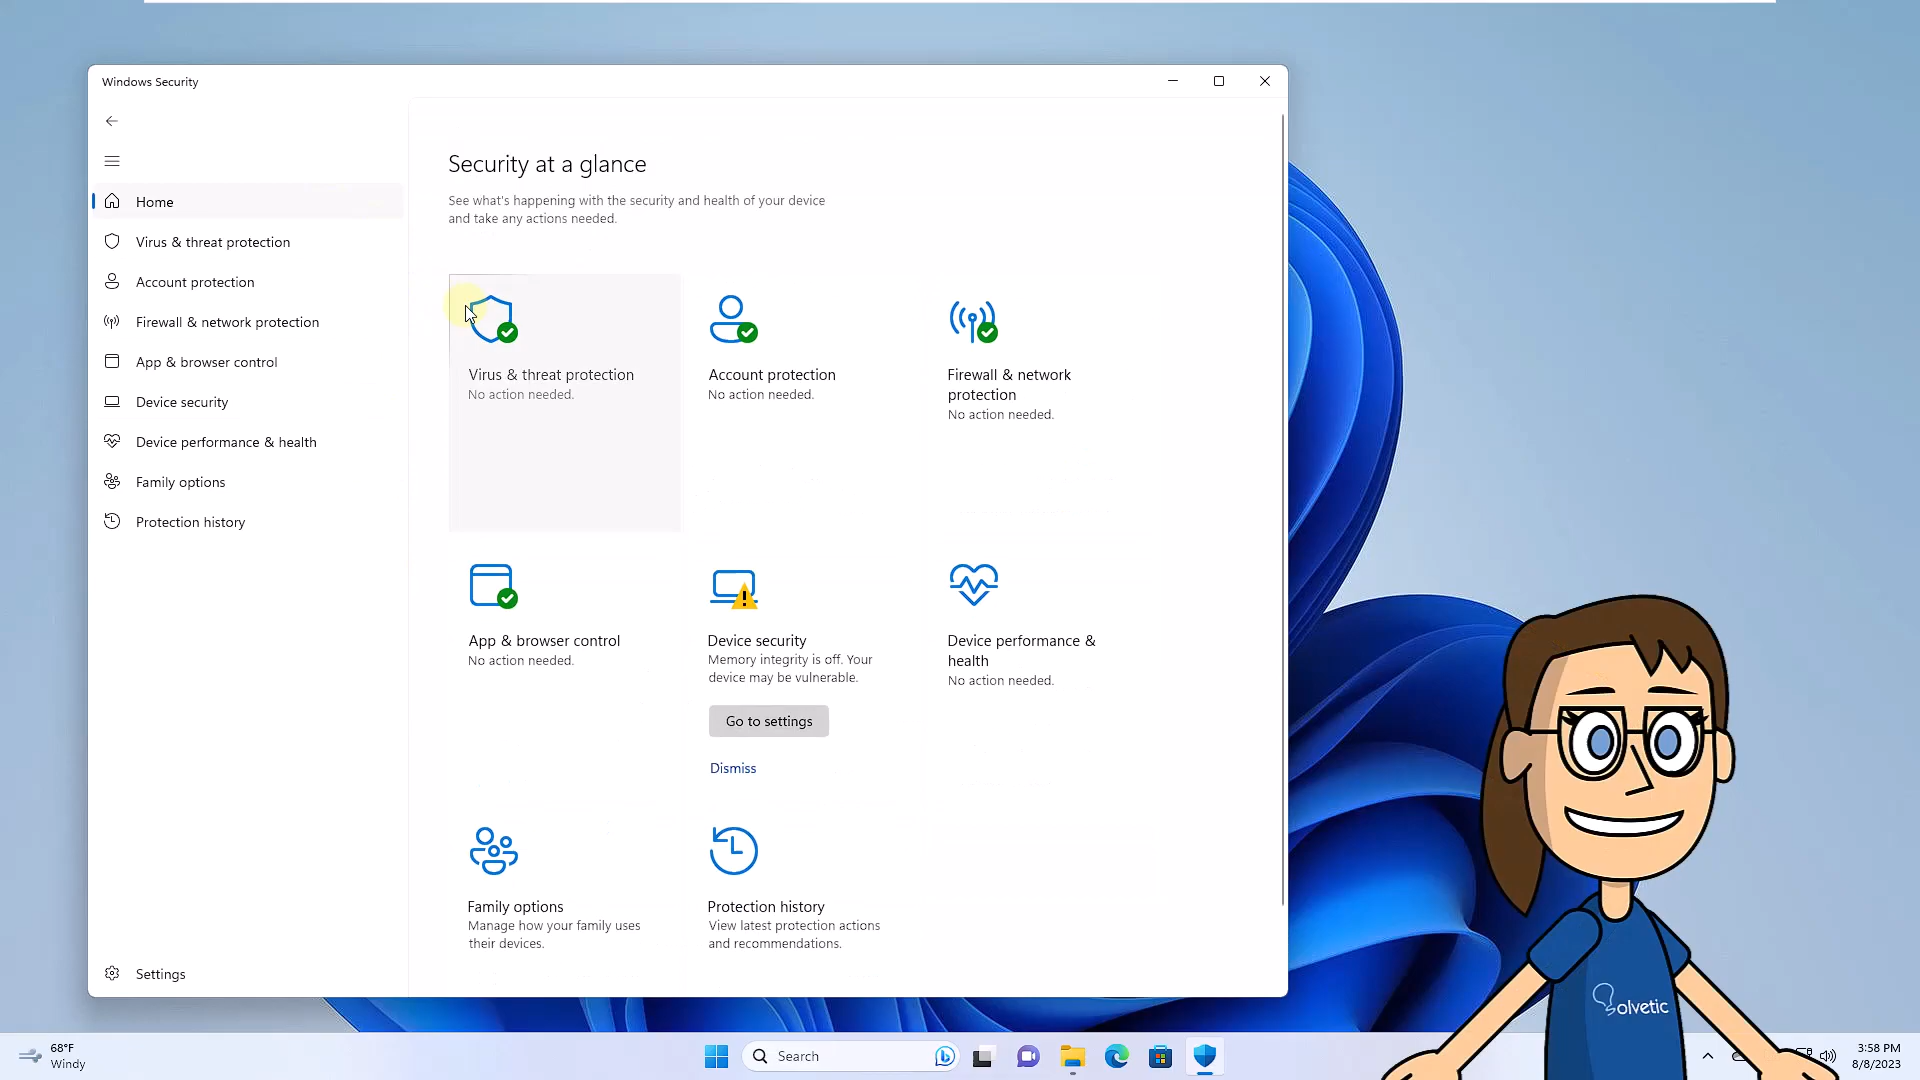 Windows Security
Home
Virus & threat protection
Account protection
Firewall & network protection
App & browser control
Device security
Device performance & health
Family options
Protection history
Settings
Security at a glance
See what's happening with the security and health of your device
and take any actions needed.
Virus & threat protection
No action needed.
Account protection
No action needed.
Firewall & network
protection
No action needed.
App & browser control
No action needed.
Device security
Memory integrity is off. Your
device may be vulnerable.
Go to settings
Dismiss
Device performance &
health
No action needed.
Family options
Manage how your family uses
their devices.
Protection history
View latest protection actions
and recommendations.
Solvetic
68°F
Windy
Search
3:58 PM
8/8/2023